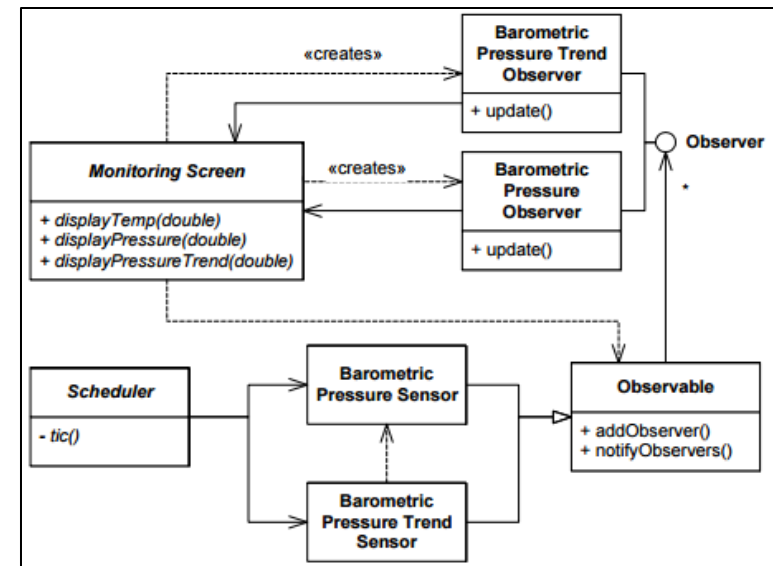 «creates»
Barometric
Pressure Trend
Observer
+ update()
Observer
*
Monitoring Screen
+ displayTemp(double)
+ displayPressure(double)
+ displayPressureTrend(double)
«creates»
Barometric
Pressure
Observer
+ update()
Scheduler
- tic()
Barometric
Pressure Sensor
Barometric
Pressure Trend
Sensor
Observable
+ addObserver()
+ notifyObservers()